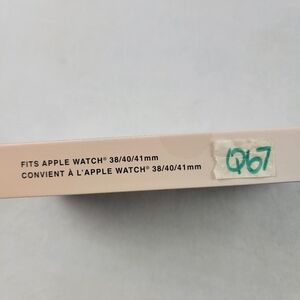 FITS APPLE WATCH® 38/40/41mm
CONVIENT À L'APPLE WATCH® 38/40/41mm
Q67